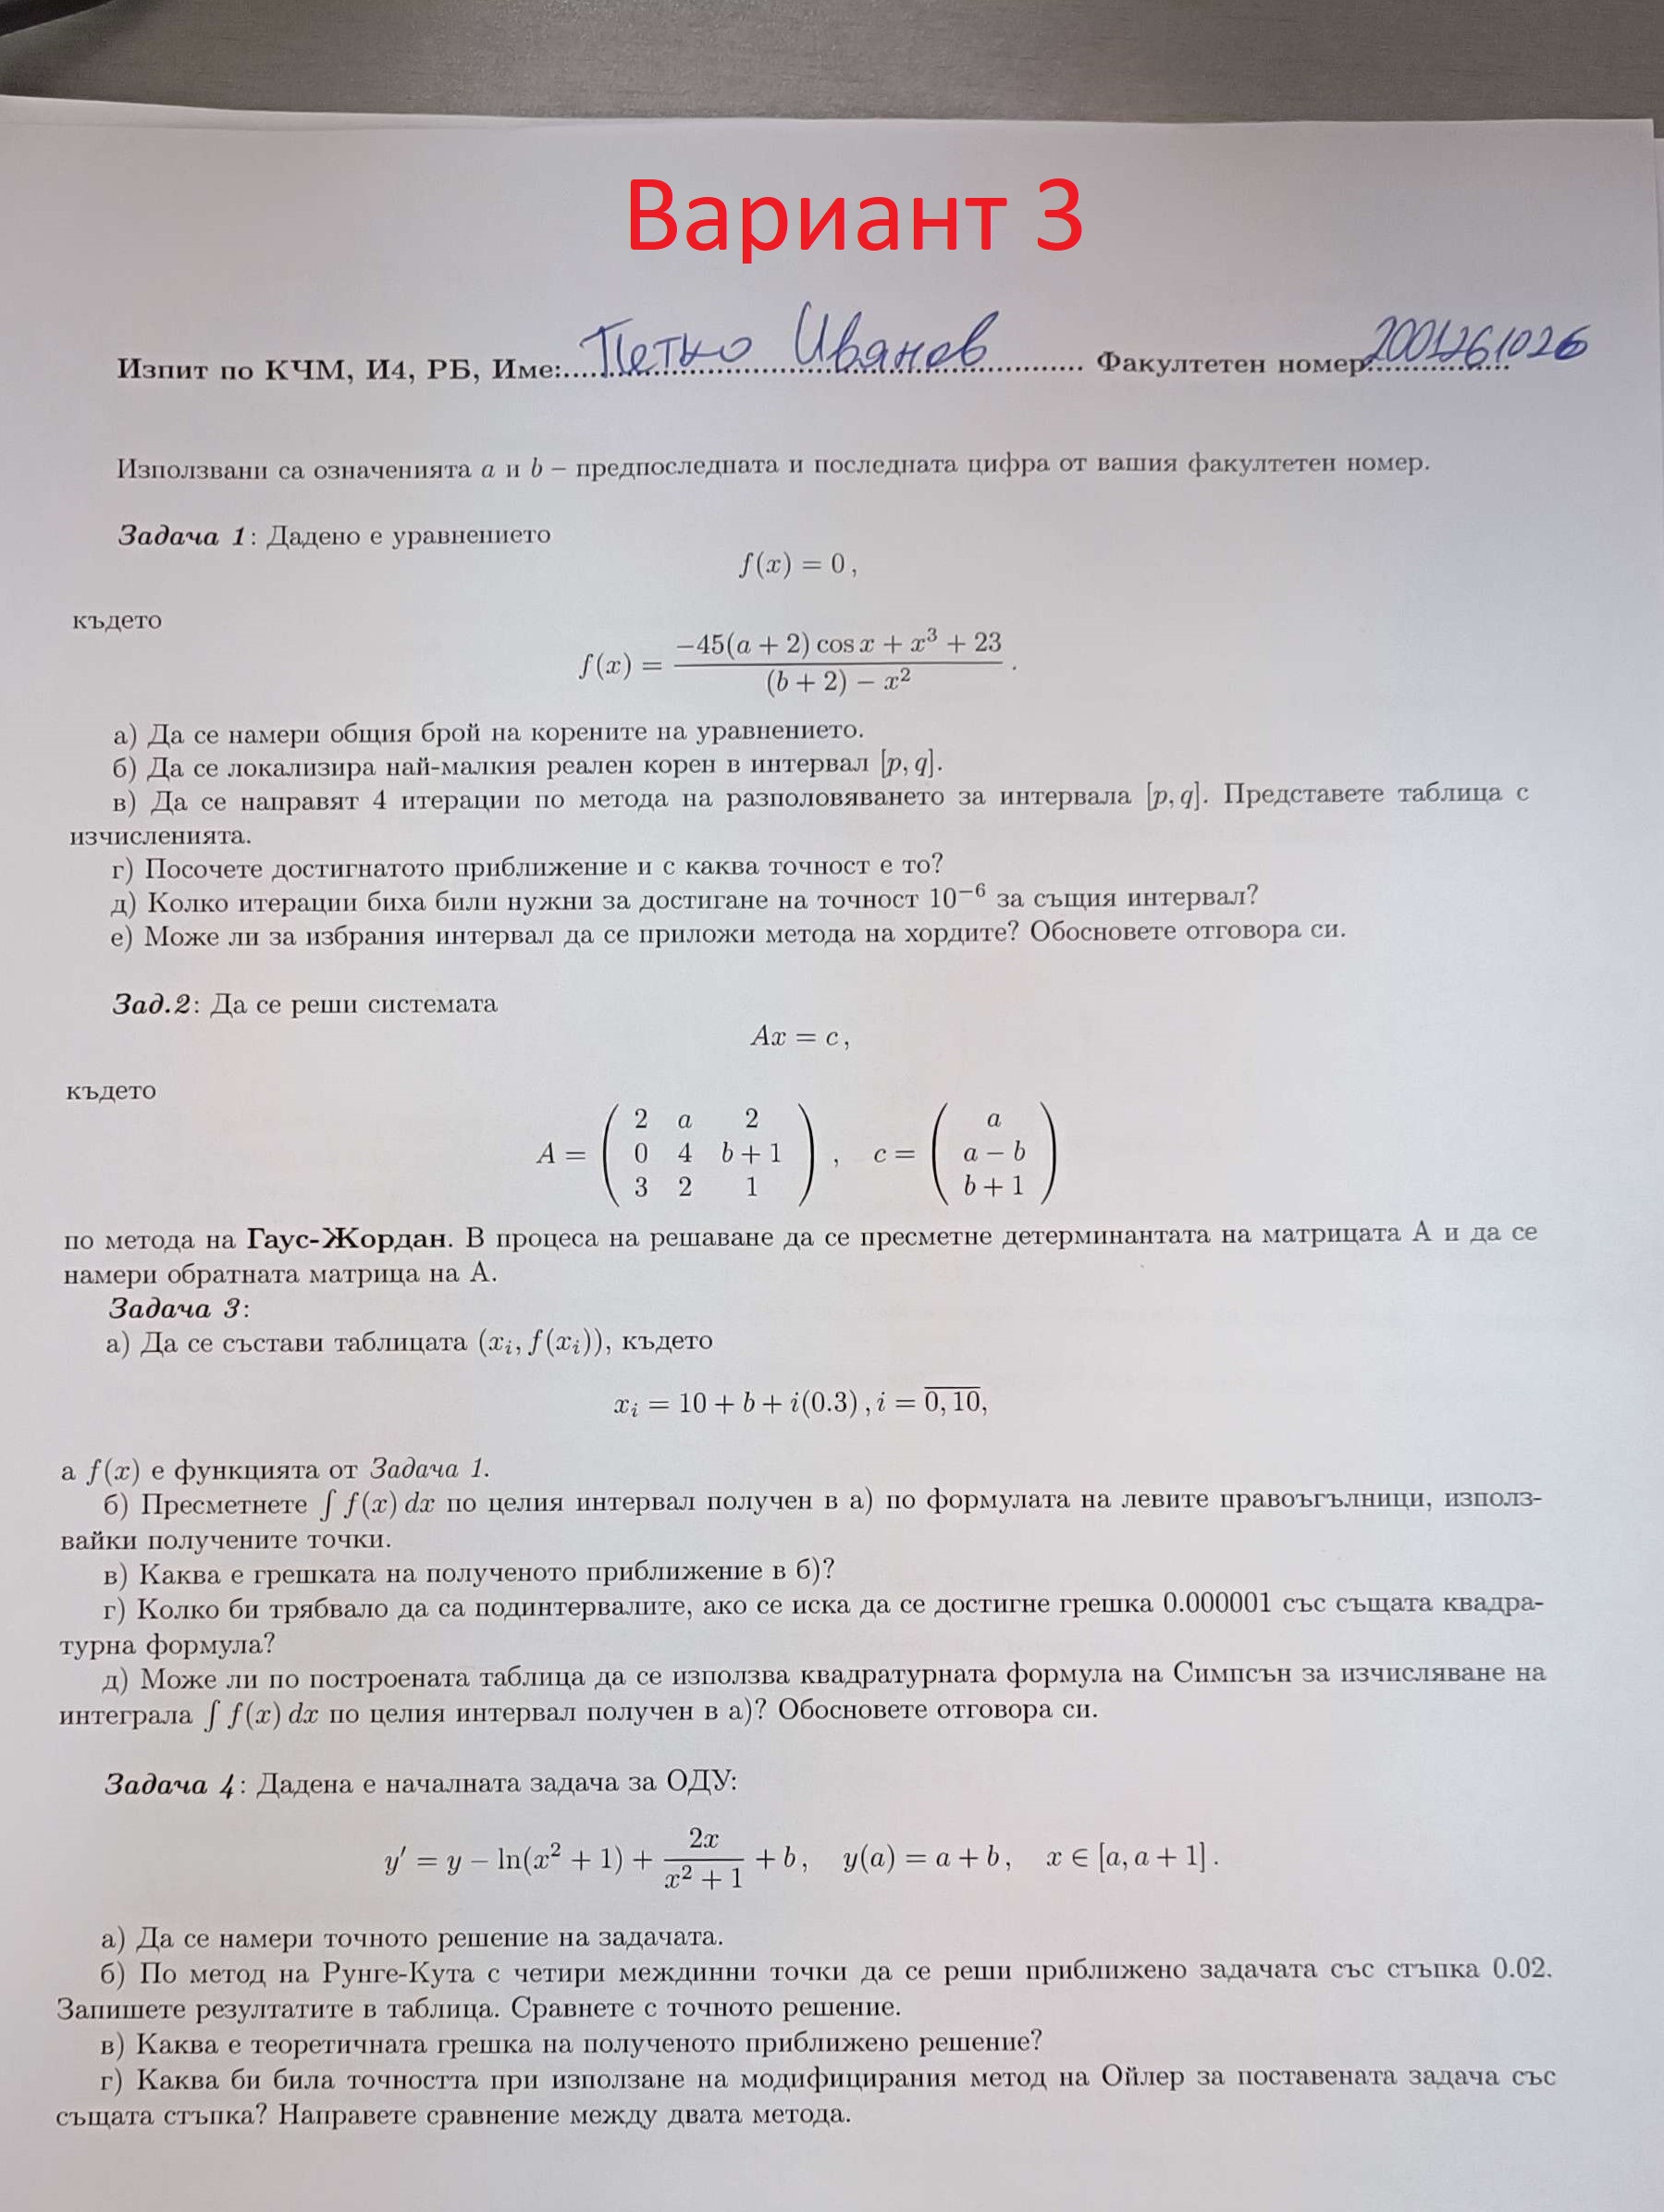 Вариант 3
Изпит по КЧМ, И4, РБ, Име:....Петко Иванов.... Факултетен номер:2001261026
Използвани са означенията a и b – предпоследната и последната цифра от вашия факултетен номер.
Задача 1: Дадено е уравнението
f(x) = 0 ,
където
f(x) = \frac{-45(a + 2) \cos x + x^3 + 23}{(b + 2) - x^2} .
а) Да се намери общия брой на корените на уравнението.
б) Да се локализира най-малкия реален корен в интервал [p, q].
в) Да се направят 4 итерации по метода на разполовяването за интервала [p, q]. Представете таблица с
изчисленията.
г) Посочете достигнатото приближение и с каква точност е то?
д) Колко итерации биха били нужни за достигане на точност 10^{-6} за същия интервал?
е) Може ли за избрания интервал да се приложи метода на хордите? Обосновете отговора си.
Зад.2: Да се реши системата
Ax = c ,
където
A = \begin{pmatrix} 2 & a & 2 \\ 0 & 4 & b + 1 \\ 3 & 2 & 1 \end{pmatrix} , c = \begin{pmatrix} a \\ a - b \\ b + 1 \end{pmatrix}
по метода на Гаус-Жордан. В процеса на решаване да се пресметне детерминантата на матрицата А и да се
намери обратната матрица на А.
Задача 3:
а) Да се състави таблицата (x_i, f(x_i)), където
x_i = 10 + b + i(0.3) , i = \overline{0, 10},
а f(x) е функцията от Задача 1.
б) Пресметнете ∫ f(x) dx по целия интервал получен в а) по формулата на левите правоъгълници, използ-
вайки получените точки.
в) Каква е грешката на полученото приближение в б)?
г) Колко би трябвало да са подинтервалите, ако се иска да се достигне грешка 0.000001 със същата квадра-
турна формула?
д) Може ли по построената таблица да се използва квадратурната формула на Симпсън за изчисляване на
интеграла ∫ f(x) dx по целия интервал получен в а)? Обосновете отговора си.
Задача 4: Дадена е началната задача за ОДУ:
y' = y - \ln(x^2 + 1) + \frac{2x}{x^2 + 1} + b , y(a) = a + b , x ∈ [a, a + 1] .
а) Да се намери точното решение на задачата.
б) По метод на Рунге-Кута с четири междинни точки да се реши приближено задачата със стъпка 0.02.
Запишете резултатите в таблица. Сравнете с точното решение.
в) Каква е теоретичната грешка на полученото приближено решение?
г) Каква би била точността при използане на модифицирания метод на Ойлер за поставената задача със
същата стъпка? Направете сравнение между двата метода.